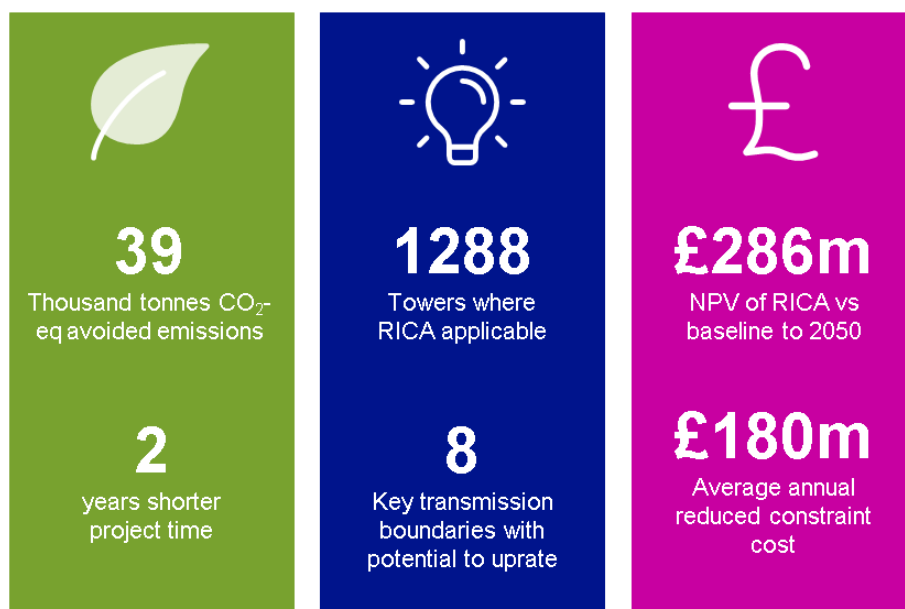 39
Thousand tonnes CO₂-
eq avoided emissions
2
years shorter
project time
1288
Towers where
RICA applicable
8
Key transmission
boundaries with
potential to uprate
£
£286m
NPV of RICA vs
baseline to 2050
£180m
Average annual
reduced constraint
cost